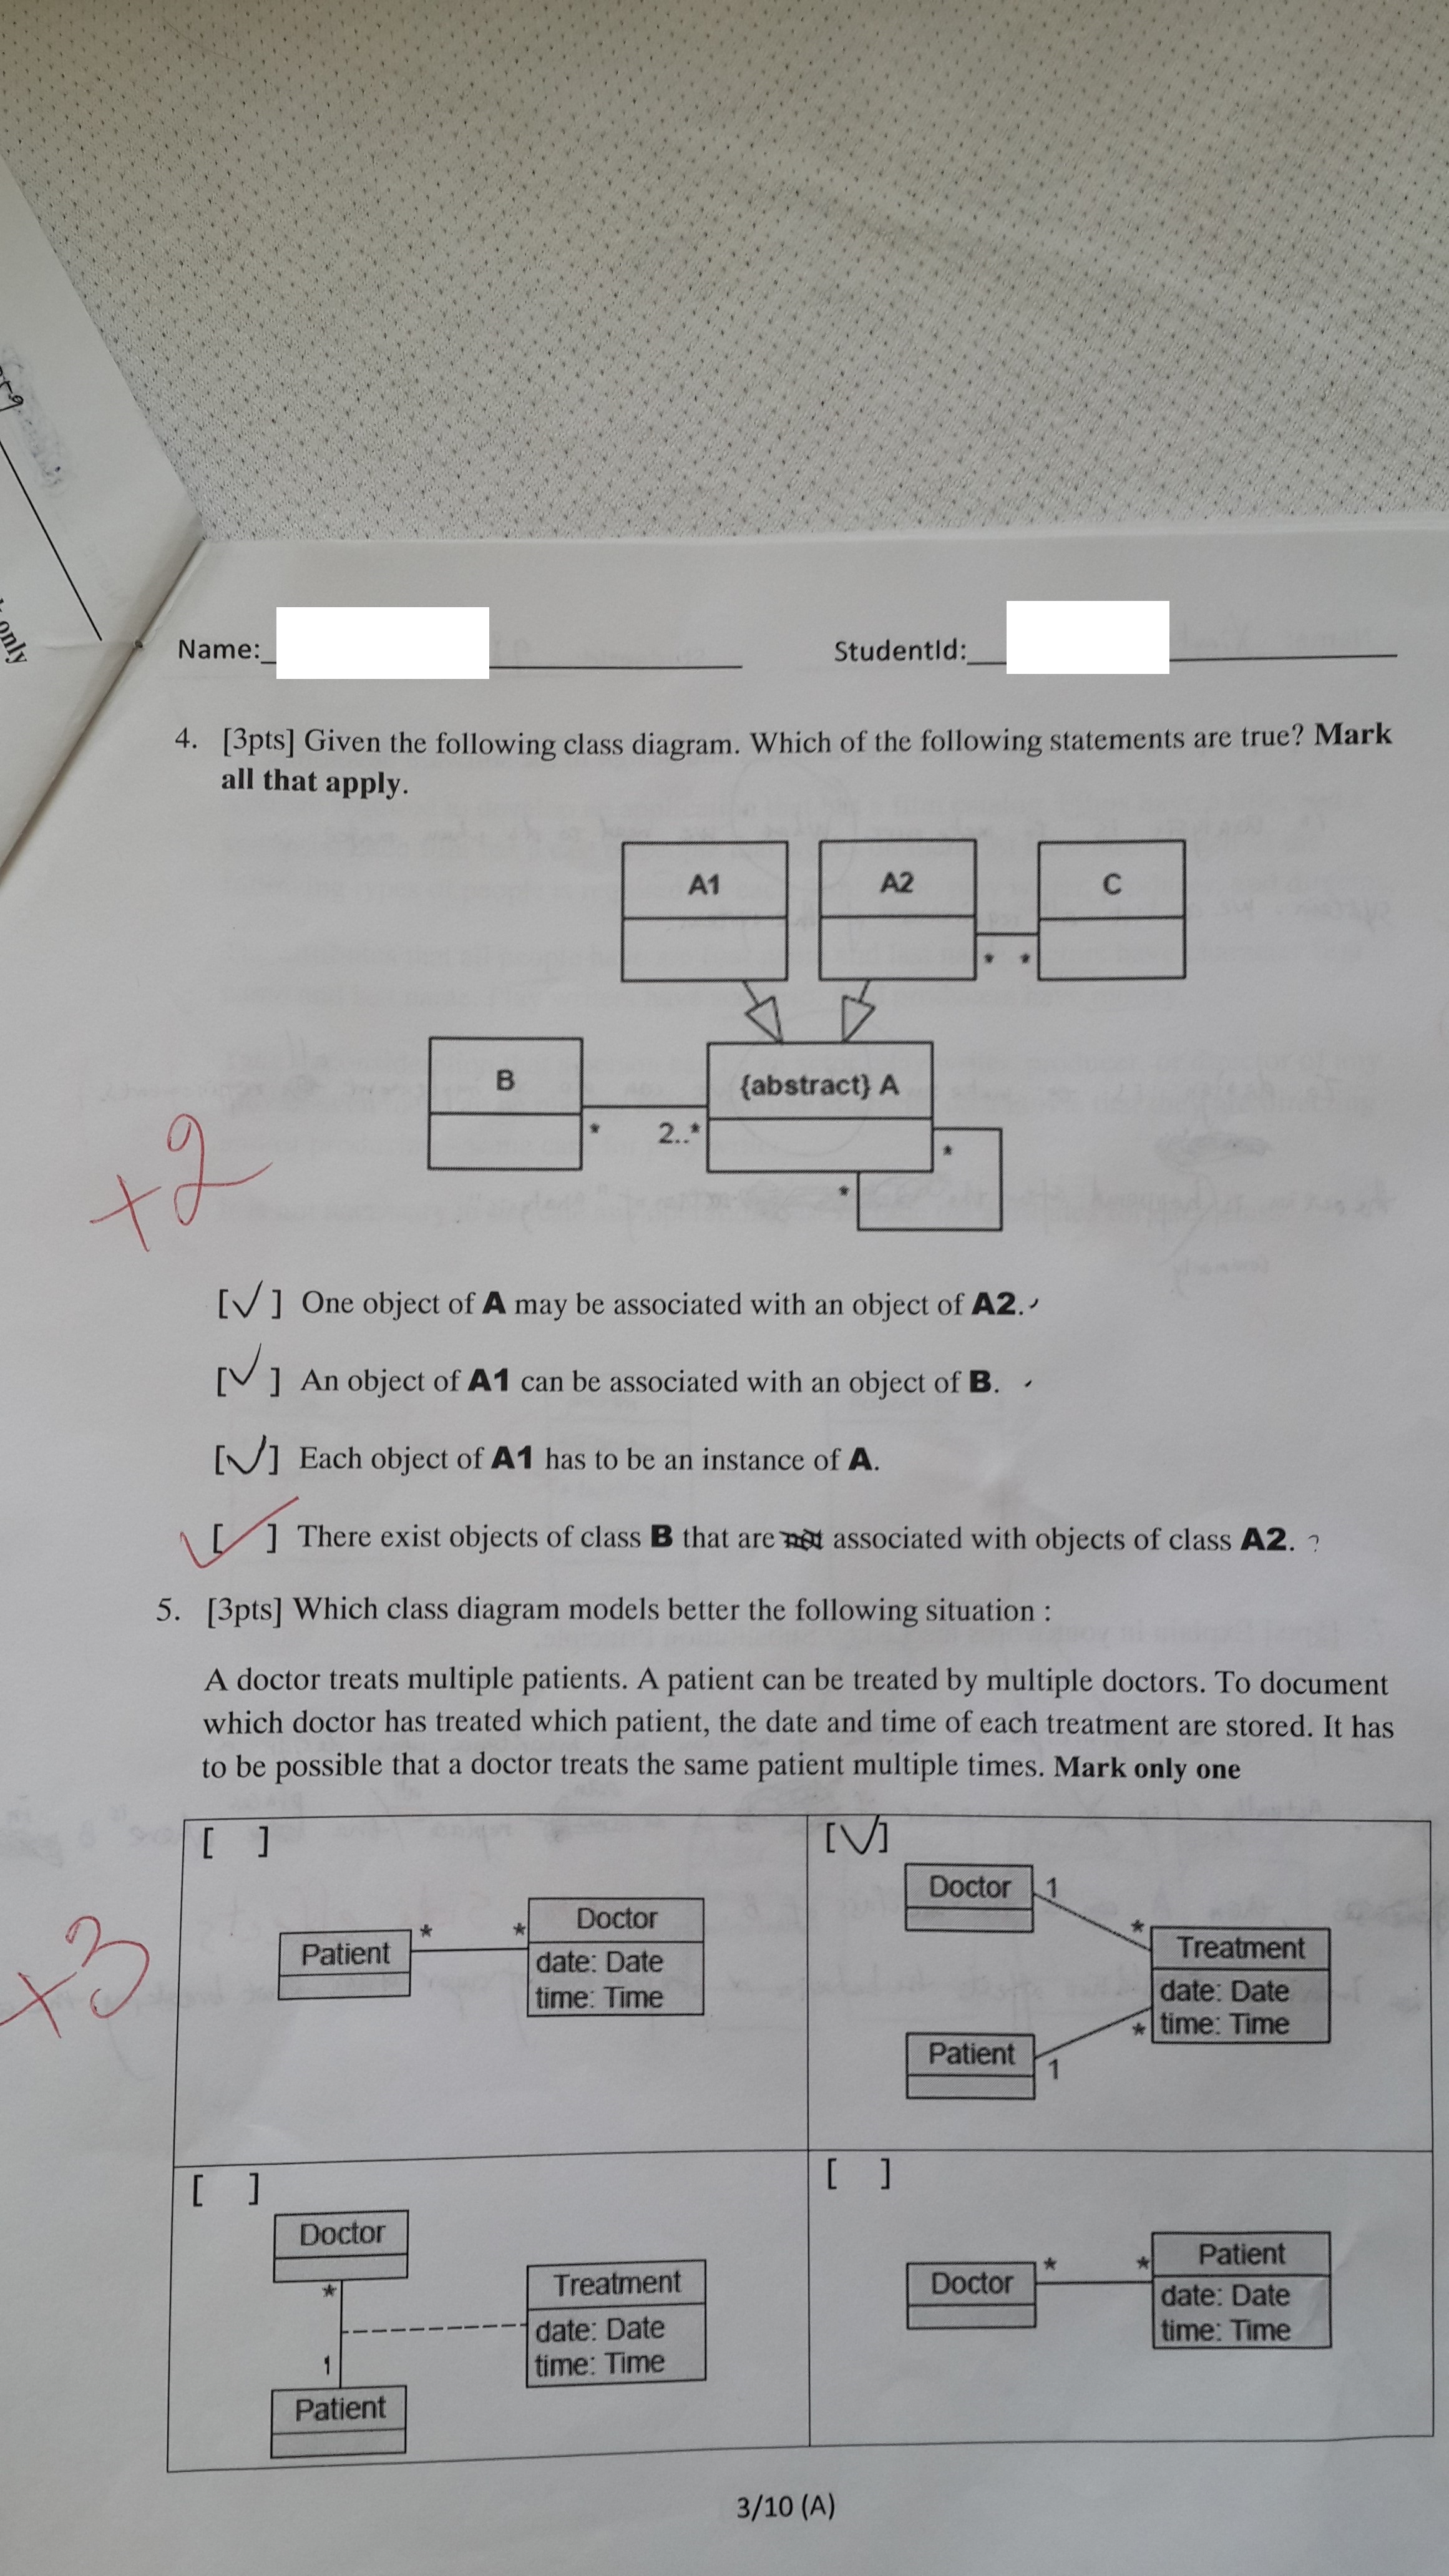 only
Name:
StudentId:
4. [3pts] Given the following class diagram. Which of the following statements are true? Mark
all that apply.
A1
A2
C
* *
B
{abstract} A
*
2..*
*
*
+2
[✓] One object of A may be associated with an object of A2.
[✓] An object of A1 can be associated with an object of B.
[✓] Each object of A1 has to be an instance of A.
[✓] There exist objects of class B that are not associated with objects of class A2. ?
5. [3pts] Which class diagram models better the following situation :
A doctor treats multiple patients. A patient can be treated by multiple doctors. To document
which doctor has treated which patient, the date and time of each treatment are stored. It has
to be possible that a doctor treats the same patient multiple times. Mark only one
+3
[ ]
Patient
*
*
Doctor
date: Date
time: Time
[✓]
Doctor
1
*
Treatment
date: Date
time: Time
*
Patient
1
[ ]
Doctor
*
Treatment
date: Date
time: Time
1
Patient
[ ]
Doctor
*
*
Patient
date: Date
time: Time
3/10 (A)